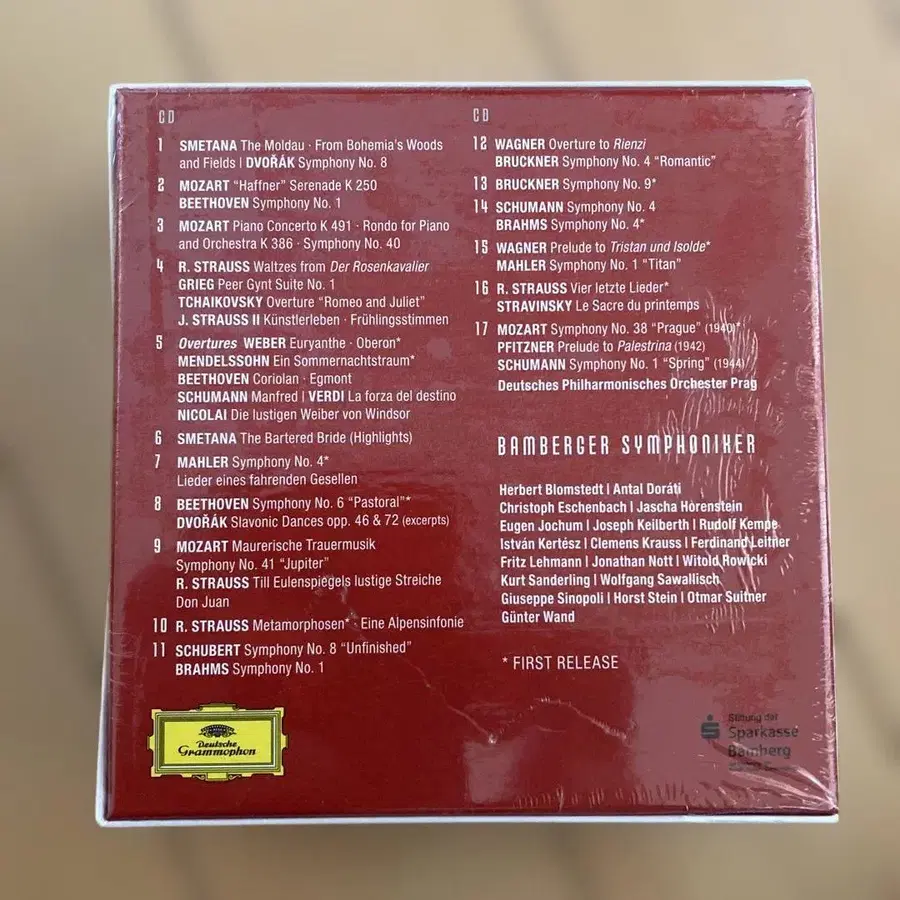 CD
1 SMETANA The Moldau · From Bohemia's Woods
and Fields | DVOŘÁK Symphony No. 8
2 MOZART “Haffner” Serenade K 250
BEETHOVEN Symphony No. 1
3 MOZART Piano Concerto K 491 · Rondo for Piano
and Orchestra K 386 · Symphony No. 40
4 R. STRAUSS Waltzes from Der Rosenkavalier
GRIEG Peer Gynt Suite No. 1
TCHAIKOVSKY Overture “Romeo and Juliet”
J. STRAUSS II Künstlerleben · Frühlingsstimmen
5 Overtures WEBER Euryanthe · Oberon*
MENDELSSOHN Ein Sommernachtstraum*
BEETHOVEN Coriolan · Egmont
SCHUMANN Manfred | VERDI La forza del destino
NICOLAI Die lustigen Weiber von Windsor
6 SMETANA The Bartered Bride (Highlights)
7 MAHLER Symphony No. 4*
Lieder eines fahrenden Gesellen
8 BEETHOVEN Symphony No. 6 “Pastoral”*
DVOŘÁK Slavonic Dances opp. 46 & 72 (excerpts)
9 MOZART Maurerische Trauermusik
Symphony No. 41 “Jupiter”
R. STRAUSS Till Eulenspiegels lustige Streiche
Don Juan
10 R. STRAUSS Metamorphosen* · Eine Alpensinfonie
11 SCHUBERT Symphony No. 8 “Unfinished”
BRAHMS Symphony No. 1
CD
12 WAGNER Overture to Rienzi
BRUCKNER Symphony No. 4 “Romantic”
13 BRUCKNER Symphony No. 9*
14 SCHUMANN Symphony No. 4
BRAHMS Symphony No. 4*
15 WAGNER Prelude to Tristan und Isolde*
MAHLER Symphony No. 1 “Titan”
16 R. STRAUSS Vier letzte Lieder*
STRAVINSKY Le Sacre du printemps
17 MOZART Symphony No. 38 “Prague” (1940)*
PFITZNER Prelude to Palestrina (1942)
SCHUMANN Symphony No. 1 “Spring” (1944)
Deutsches Philharmonisches Orchester Prag
BAMBERGER SYMPHONIKER
Herbert Blomstedt | Antal Doráti
Christoph Eschenbach | Jascha Horenstein
Eugen Jochum | Joseph Keilberth | Rudolf Kempe
István Kertész | Clemens Krauss | Ferdinand Leitner
Fritz Lehmann | Jonathan Nott | Witold Rowicki
Kurt Sanderling | Wolfgang Sawallisch
Giuseppe Sinopoli | Horst Stein | Otmar Suitner
Günter Wand
* FIRST RELEASE
Deutsche
Grammophon
Stiftung der
Sparkasse
Bamberg